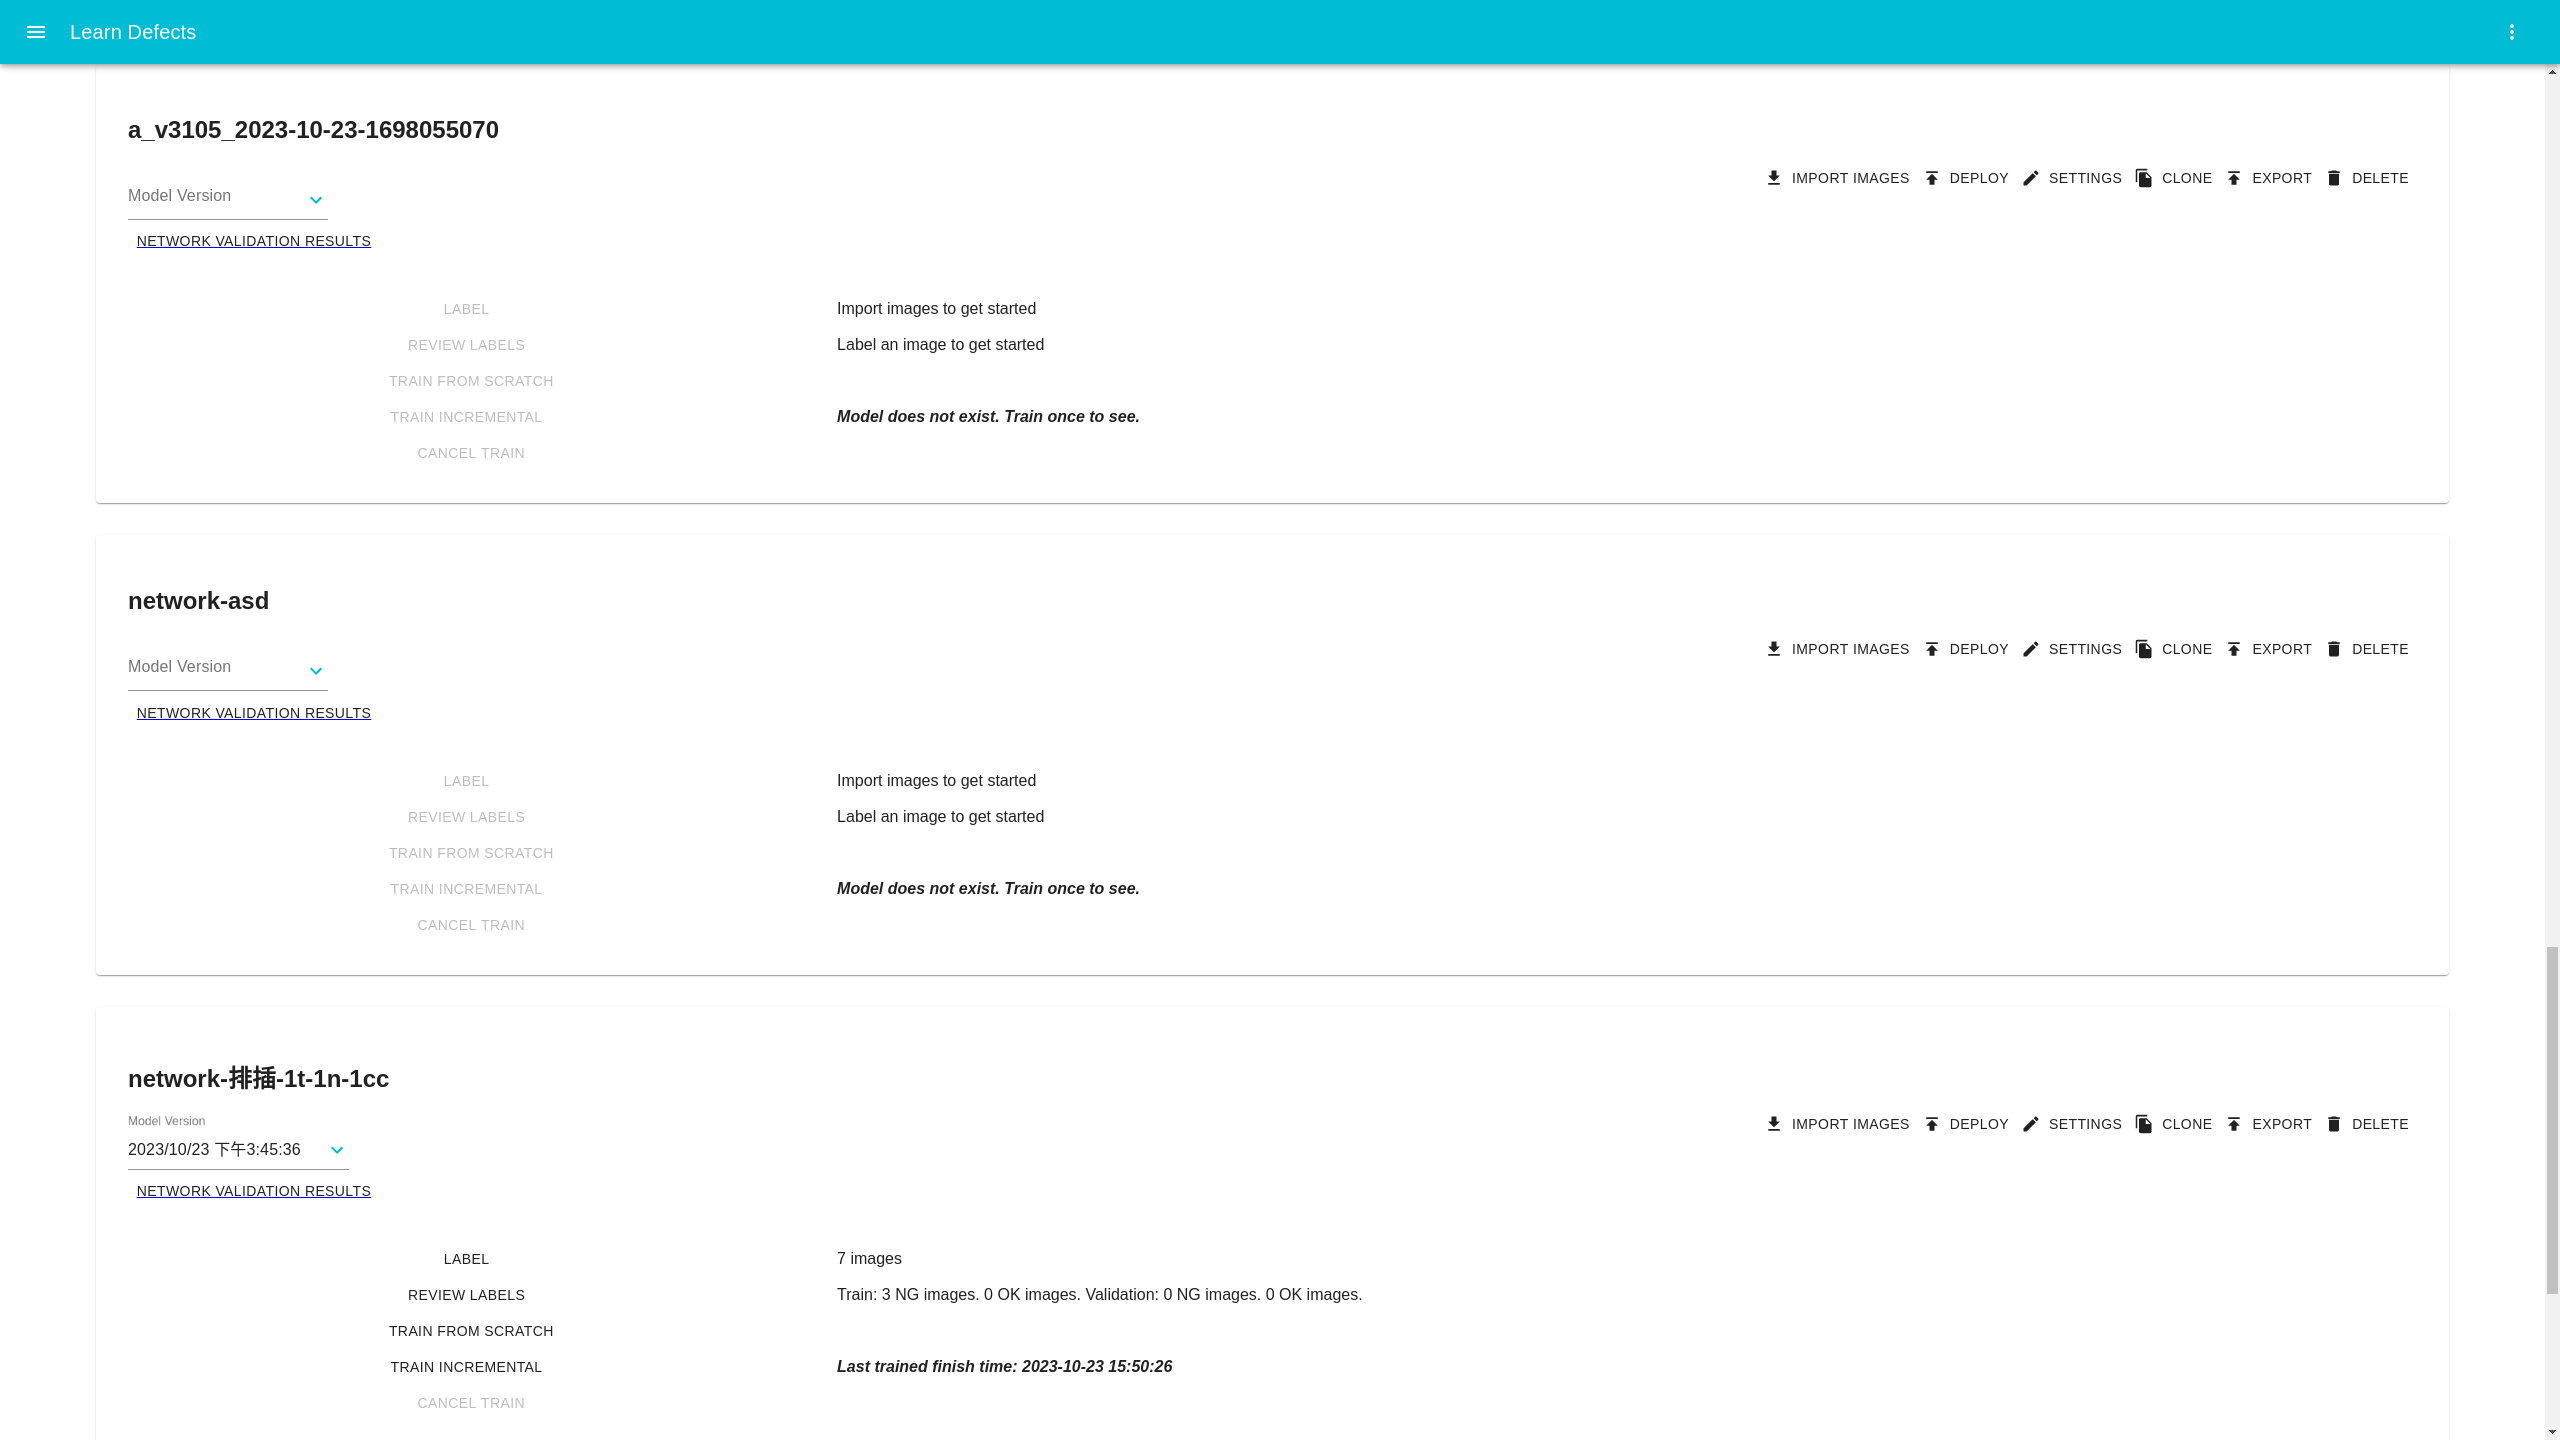 Learn Defects
a_v3105_2023-10-23-1698055070
IMPORT IMAGES DEPLOY SETTINGS CLONE EXPORT DELETE
Model Version
NETWORK VALIDATION RESULTS
LABEL Import images to get started
REVIEW LABELS Label an image to get started
TRAIN FROM SCRATCH
TRAIN INCREMENTAL Model does not exist. Train once to see.
CANCEL TRAIN
network-asd
IMPORT IMAGES DEPLOY SETTINGS CLONE EXPORT DELETE
Model Version
NETWORK VALIDATION RESULTS
LABEL Import images to get started
REVIEW LABELS Label an image to get started
TRAIN FROM SCRATCH
TRAIN INCREMENTAL Model does not exist. Train once to see.
CANCEL TRAIN
network-排插-1t-1n-1cc
Model Version
IMPORT IMAGES DEPLOY SETTINGS CLONE EXPORT DELETE
2023/10/23 下午3:45:36
NETWORK VALIDATION RESULTS
LABEL 7 images
REVIEW LABELS Train: 3 NG images. 0 OK images. Validation: 0 NG images. 0 OK images.
TRAIN FROM SCRATCH
TRAIN INCREMENTAL Last trained finish time: 2023-10-23 15:50:26
CANCEL TRAIN